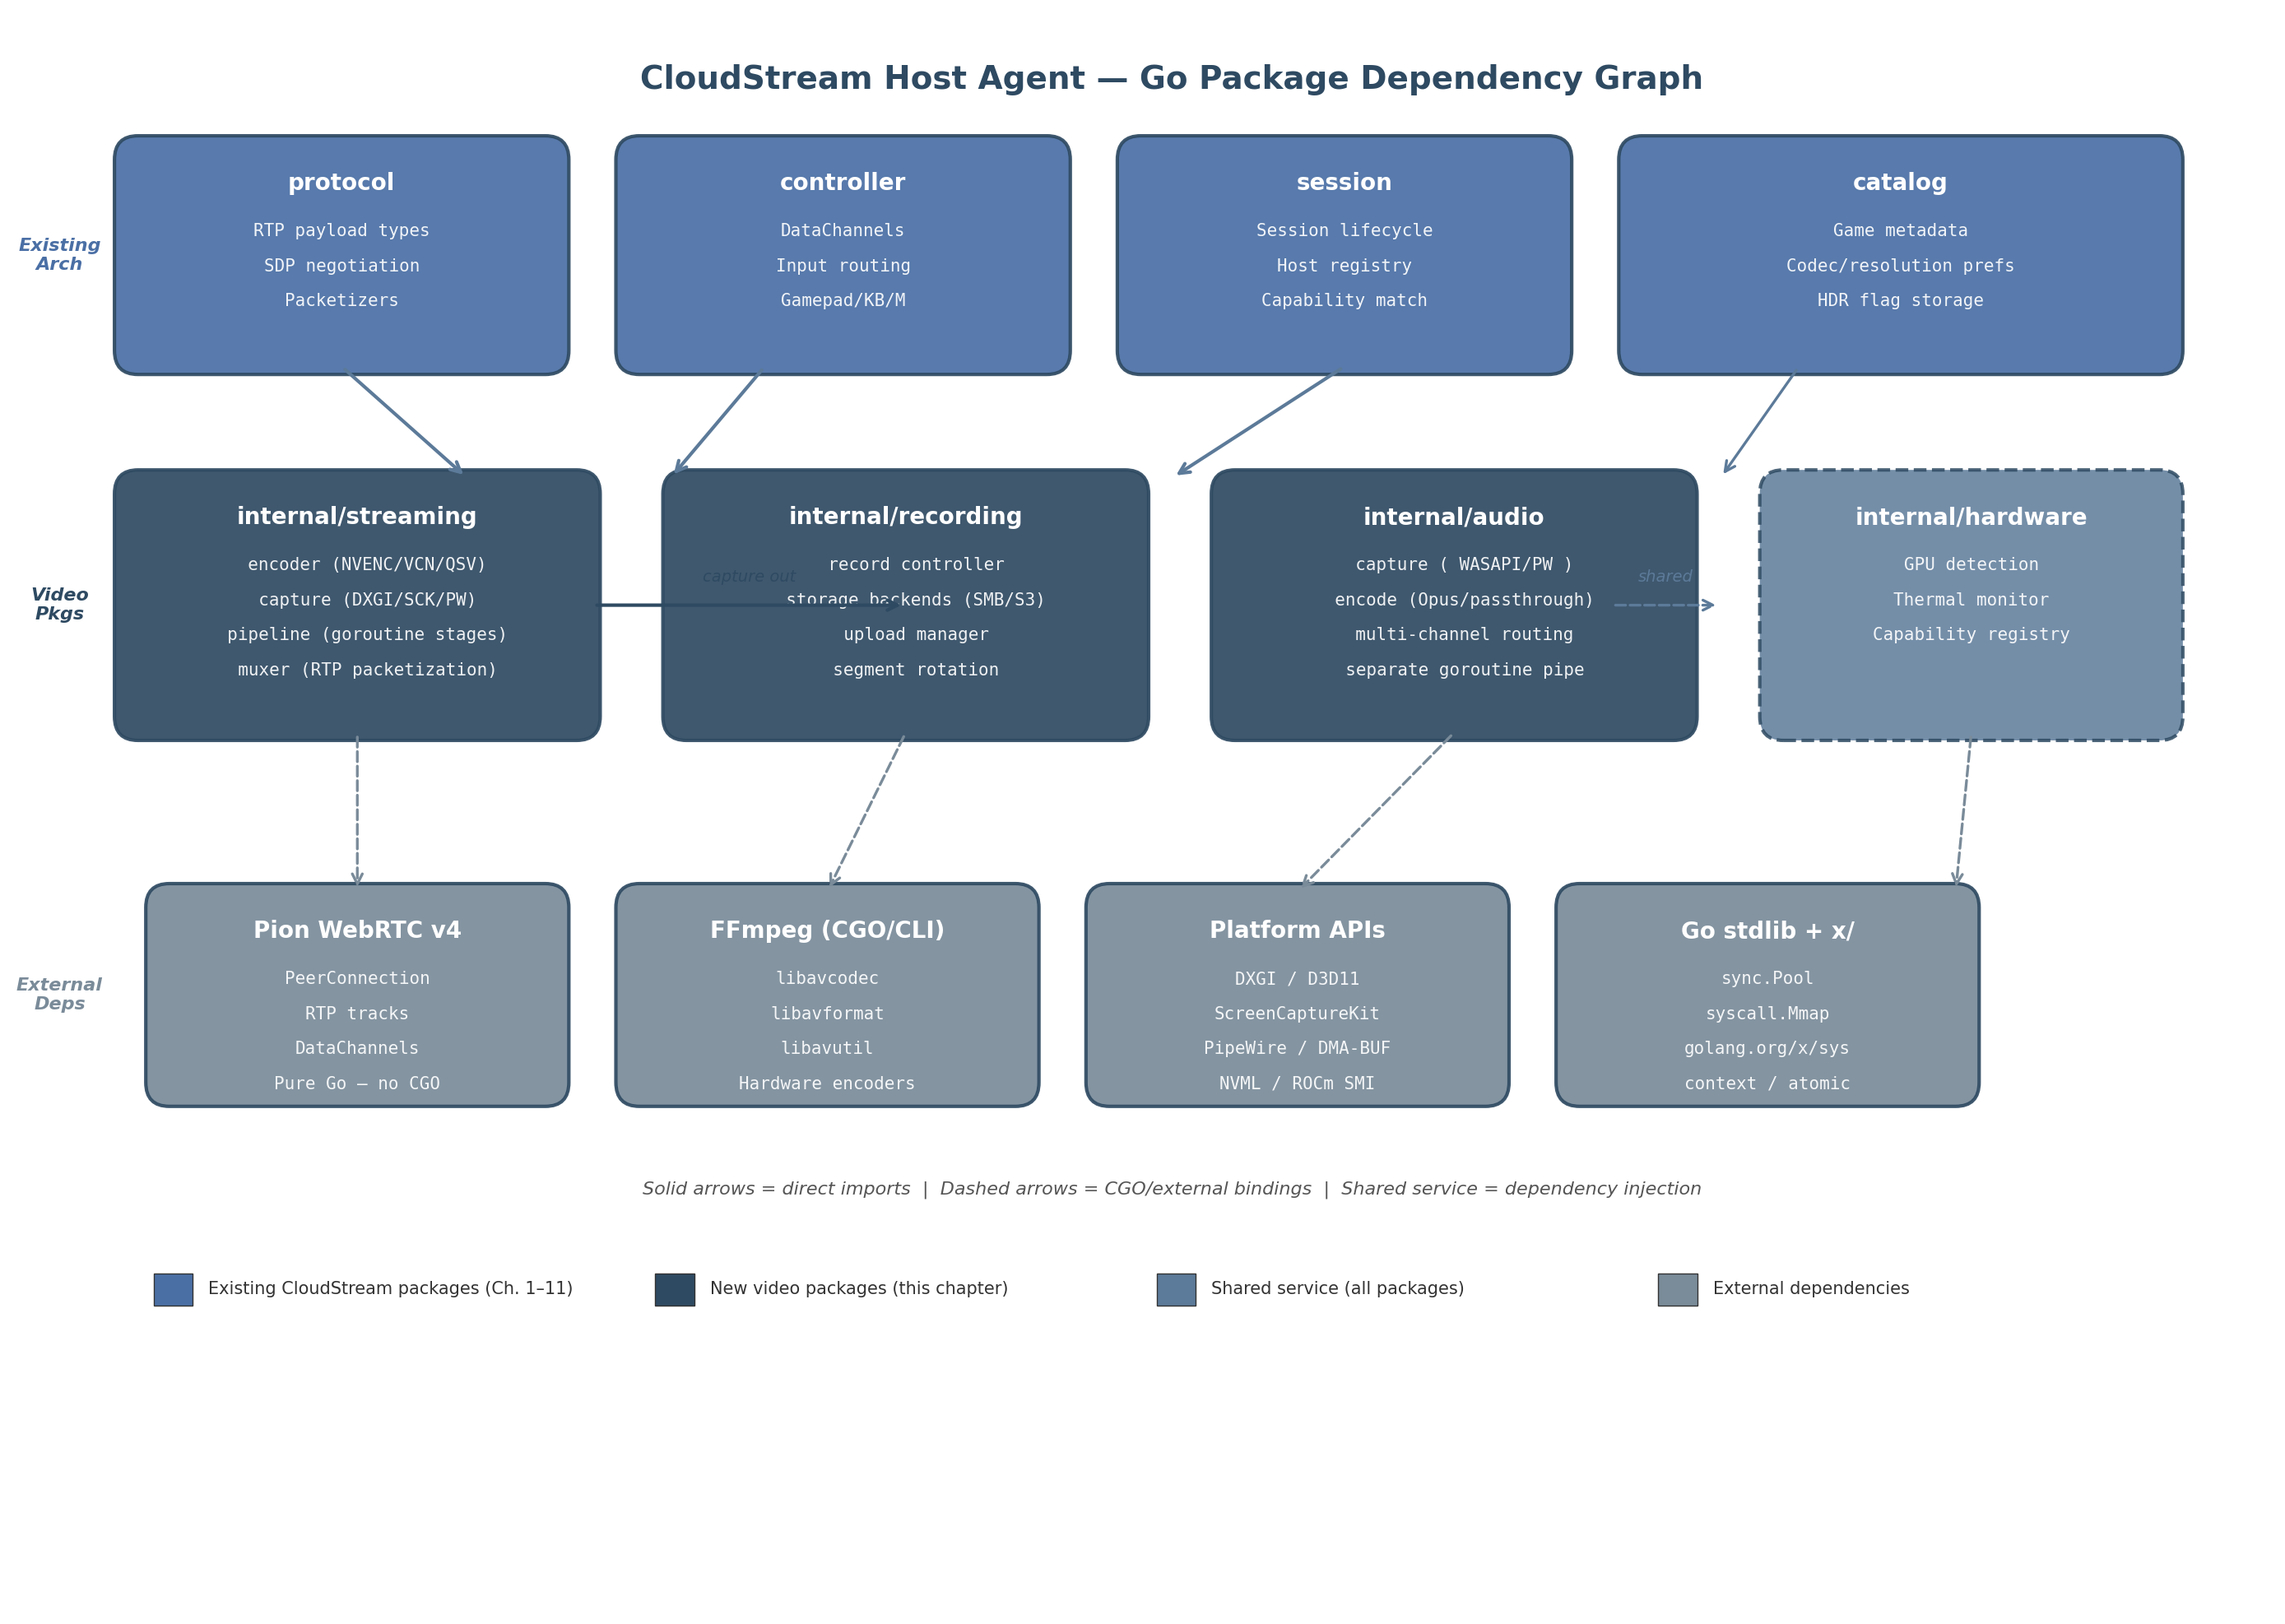 CloudStream Host Agent — Go Package Dependency Graph
Existing
Arch
protocol
RTP payload types
SDP negotiation
Packetizers
controller
DataChannels
Input routing
Gamepad/KB/M
session
Session lifecycle
Host registry
Capability match
catalog
Game metadata
Codec/resolution prefs
HDR flag storage
Video
Pkgs
internal/streaming
encoder (NVENC/VCN/QSV)
capture (DXGI/SCK/PW)
pipeline (goroutine stages)
muxer (RTP packetization)
capture out
internal/recording
record controller
storage backends (SMB/S3)
upload manager
segment rotation
internal/audio
capture ( WASAPI/PW )
encode (Opus/passthrough)
multi-channel routing
separate goroutine pipe
shared
internal/hardware
GPU detection
Thermal monitor
Capability registry
External
Deps
Pion WebRTC v4
PeerConnection
RTP tracks
DataChannels
Pure Go — no CGO
FFmpeg (CGO/CLI)
libavcodec
libavformat
libavutil
Hardware encoders
Platform APIs
DXGI / D3D11
ScreenCaptureKit
PipeWire / DMA-BUF
NVML / ROCm SMI
Go stdlib + x/
sync.Pool
syscall.Mmap
golang.org/x/sys
context / atomic
Solid arrows = direct imports | Dashed arrows = CGO/external bindings | Shared service = dependency injection
Existing CloudStream packages (Ch. 1–11)
New video packages (this chapter)
Shared service (all packages)
External dependencies